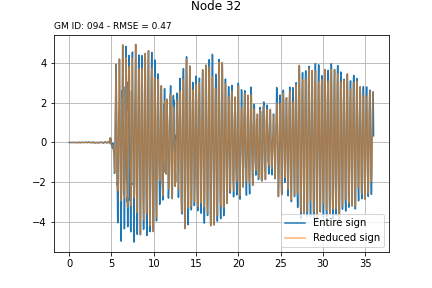 Node 32
GM ID: 094 - RMSE = 0.47
4
2
0
−2
−4
Entire sign
Reduced sign
0 5 10 15 20 25 30 35